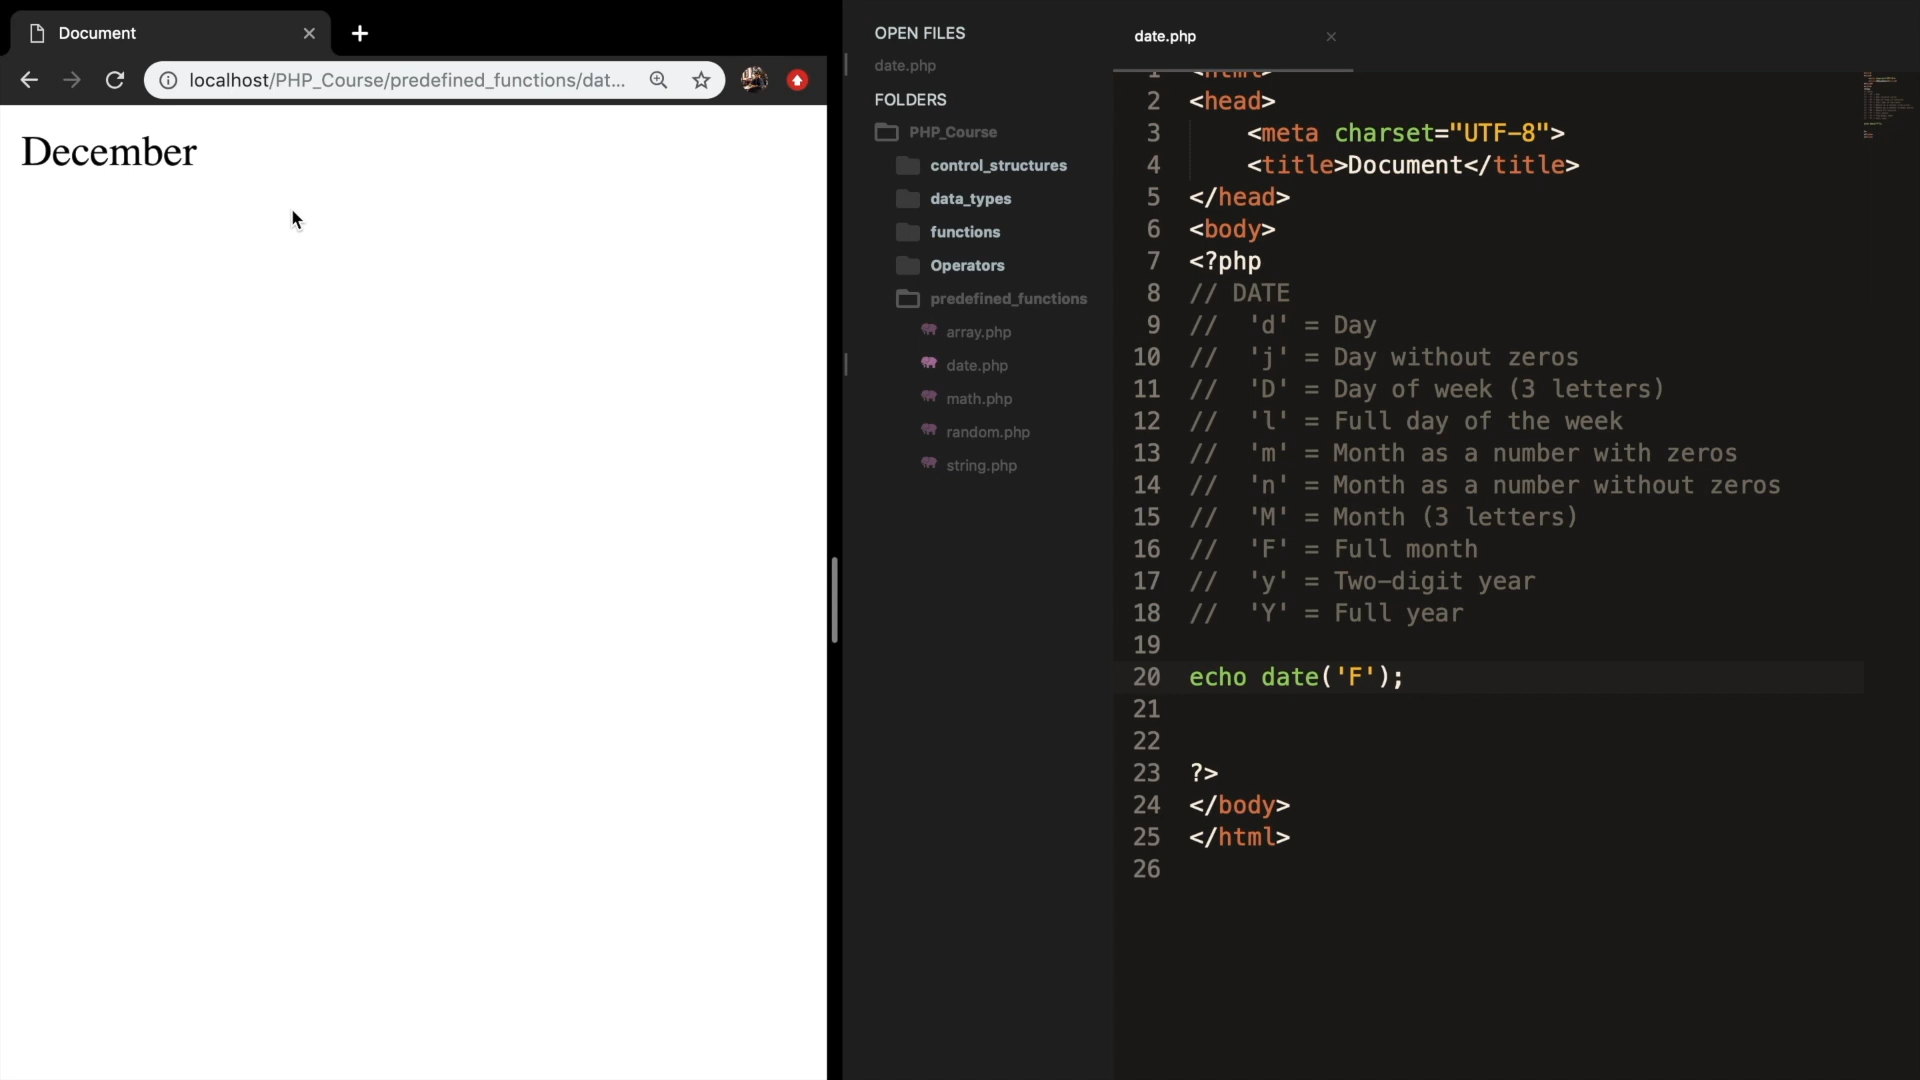 Document
localhost/PHP_Course/predefined_functions/dat...
December
OPEN FILES
date.php
FOLDERS
PHP_Course
control_structures
data_types
functions
Operators
predefined_functions
array.php
date.php
math.php
random.php
string.php
date.php
1 <html>
2 <head>
3 <meta charset="UTF-8">
4 <title>Document</title>
5 </head>
6 <body>
7 <?php
8 // DATE
9 // 'd' = Day
10 // 'j' = Day without zeros
11 // 'D' = Day of week (3 letters)
12 // 'l' = Full day of the week
13 // 'm' = Month as a number with zeros
14 // 'n' = Month as a number without zeros
15 // 'M' = Month (3 letters)
16 // 'F' = Full month
17 // 'y' = Two-digit year
18 // 'Y' = Full year
19
20 echo date('F');
21
22
23 ?>
24 </body>
25 </html>
26